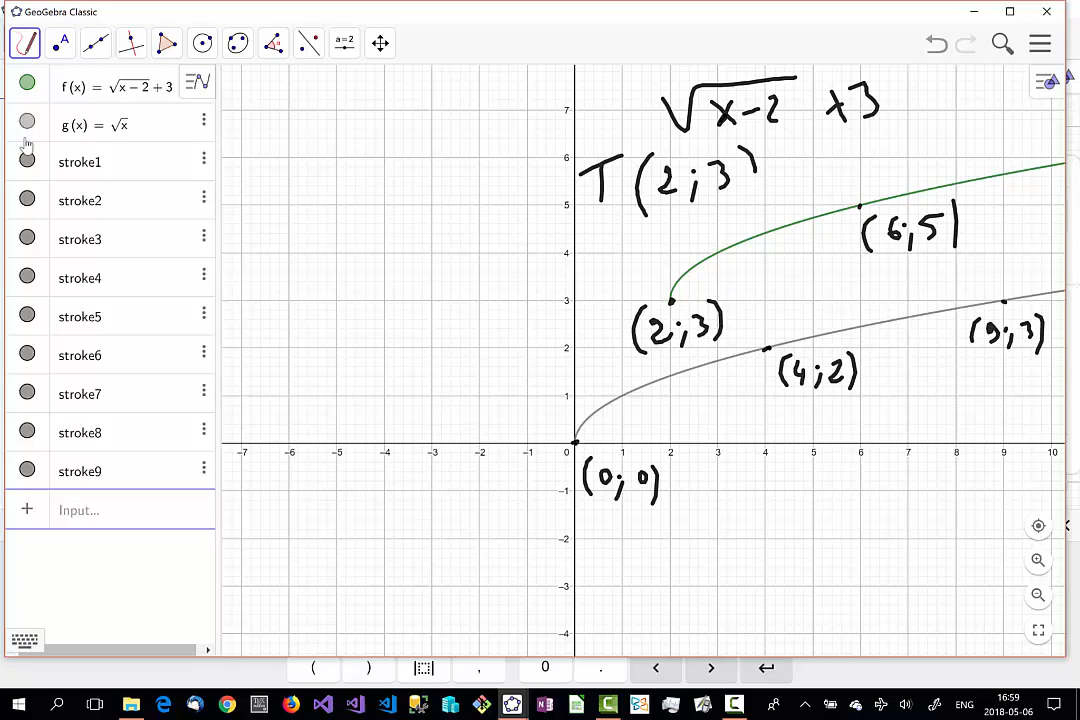 GeoGebra Classic
A
a=2
f(x) = √x−2 + 3
g(x) = √x
stroke1
stroke2
stroke3
stroke4
stroke5
stroke6
stroke7
stroke8
stroke9
+ Input...
√x-2 +3
T(2;3)
(6;5)
(2;3)
(9;3)
(4;2)
(0;0)
7
6
5
4
3
2
1
−7 −6 −5 −4 −3 −2 −1 0 1 2 3 4 5 6 7 8 9 10
−1
−2
−3
−4
( ) , 0 . < >
ENG
16:59
2018-05-06